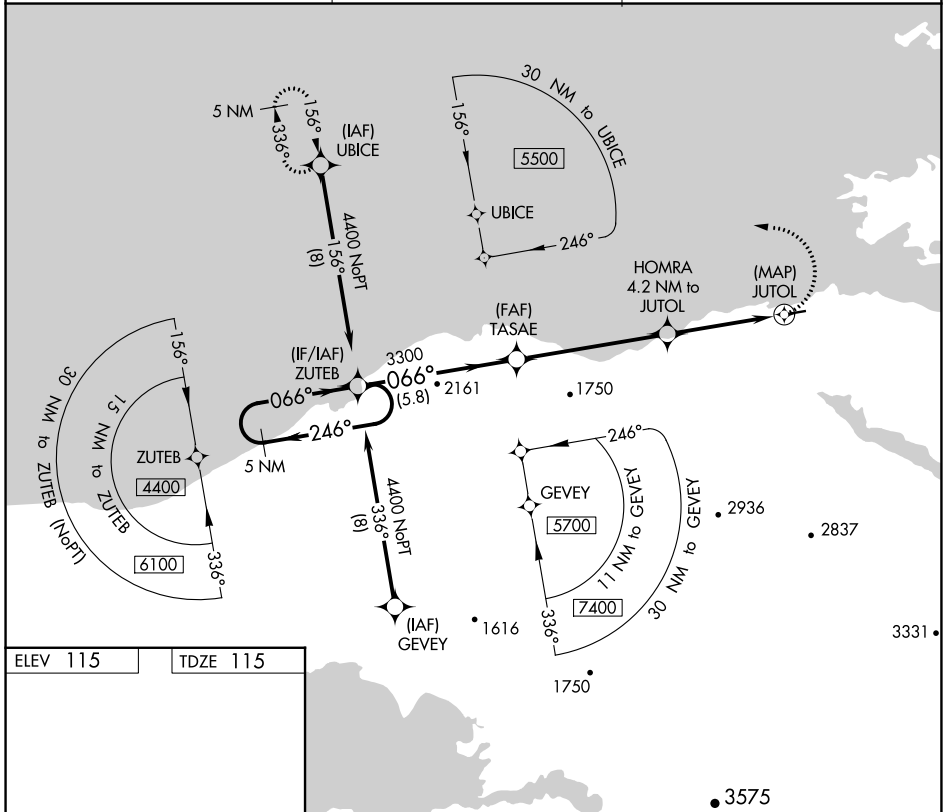 30 NM to UBICE
5 NM
156°
336°
(IAF)
UBICE
156°
5500
UBICE
246°
4400 NoPT
156°
(8)
HOMRA
4.2 NM to
JUTOL
(MAP)
JUTOL
(FAF)
TASAE
(IF/IAF)
ZUTEB
3300
066°
066°
(5.8)
2161
1750
246°
5 NM
156°
30 NM to ZUTEB (NoPT)
15 NM to ZUTEB
ZUTEB
4400
6100
336°
4400 NoPT
336°
(8)
(IAF)
GEVEY
246°
GEVEY
5700
11 NM to GEVEY
7400
30 NM to GEVEY
336°
2936
2837
1616
3331
1750
3575
ELEV 115
TDZE 115